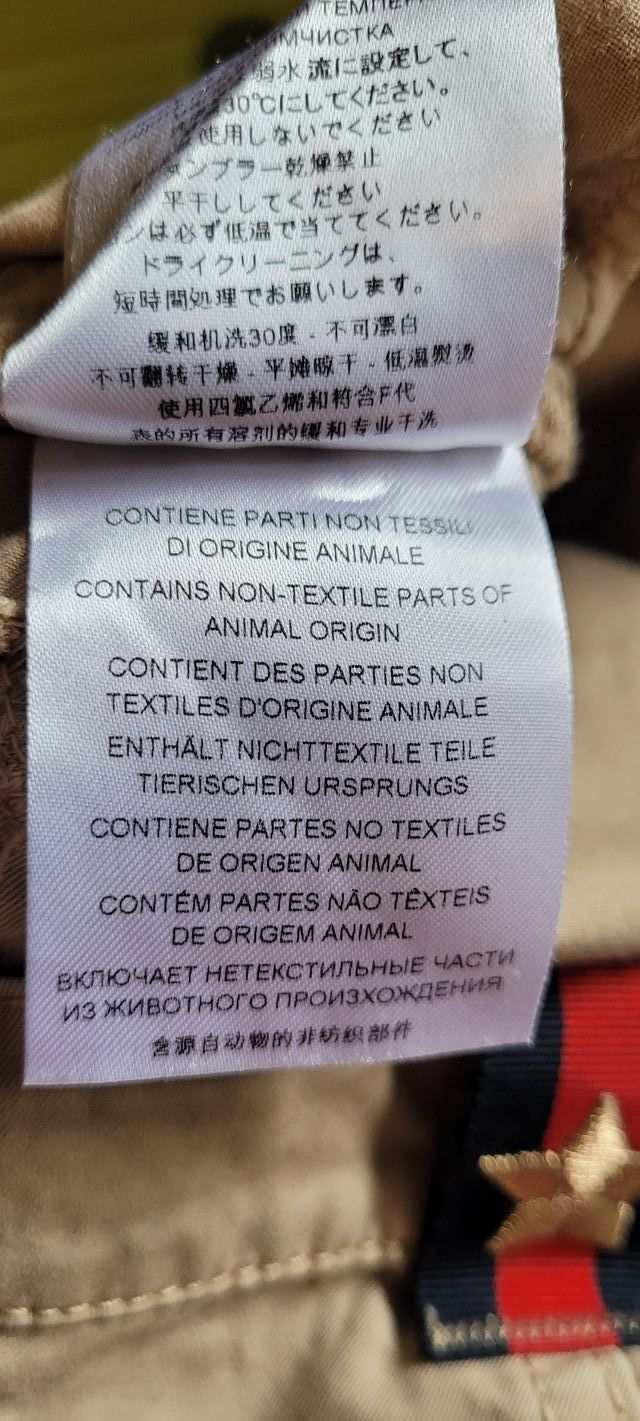 ТЕМПЕР
МЧИСТКА
弱水流に設定して、
30℃にしてください。
使用しないでください
ンブラー乾燥禁止
平干ししてください
ンは必ず低温で当ててください。
ドライクリーニングは、
短時間処理でお願いします。
缓和机洗30度 - 不可漂白
不可翻转干燥 - 平摊晾干 - 低温熨烫
使用四氯乙烯和符合F代
表的所有溶剂的缓和专业干洗
CONTIENE PARTI NON TESSILI
DI ORIGINE ANIMALE
CONTAINS NON-TEXTILE PARTS OF
ANIMAL ORIGIN
CONTIENT DES PARTIES NON
TEXTILES D'ORIGINE ANIMALE
ENTHÄLT NICHTTEXTILE TEILE
TIERISCHEN URSPRUNGS
CONTIENE PARTES NO TEXTILES
DE ORIGEN ANIMAL
CONTÉM PARTES NÃO TÊXTEIS
DE ORIGEM ANIMAL
ВКЛЮЧАЕТ НЕТЕКСТИЛЬНЫЕ ЧАСТИ
ИЗ ЖИВОТНОГО ПРОИЗХОЖДЕНИЯ
含源自动物的非纺织部件